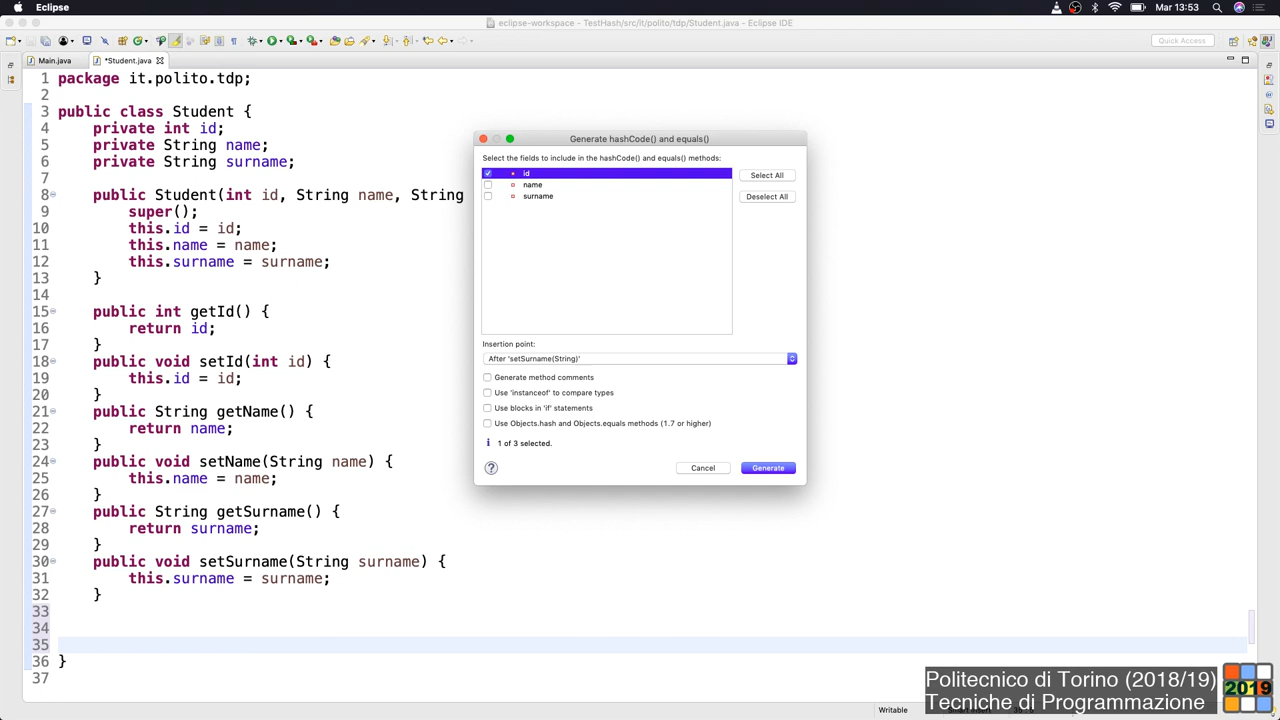 Eclipse
Mar 13:53
eclipse-workspace - TestHash/src/it/polito/tdp/Student.java - Eclipse IDE
Quick Access
Main.java
*Student.java
1 package it.polito.tdp;
2
3 public class Student {
4 private int id;
5 private String name;
6 private String surname;
7
8 public Student(int id, String name, String
9 super();
10 this.id = id;
11 this.name = name;
12 this.surname = surname;
13 }
14
15 public int getId() {
16 return id;
17 }
18 public void setId(int id) {
19 this.id = id;
20 }
21 public String getName() {
22 return name;
23 }
24 public void setName(String name) {
25 this.name = name;
26 }
27 public String getSurname() {
28 return surname;
29 }
30 public void setSurname(String surname) {
31 this.surname = surname;
32 }
33
34
35
36 }
37
Generate hashCode() and equals()
Select the fields to include in the hashCode() and equals() methods:
id
name
surname
Select All
Deselect All
Insertion point:
After 'setSurname(String)'
Generate method comments
Use 'instanceof' to compare types
Use blocks in 'if' statements
Use Objects.hash and Objects.equals methods (1.7 or higher)
1 of 3 selected.
?
Cancel
Generate
Politecnico di Torino (2018/19)
Tecniche di Programmazione
2019
Writable